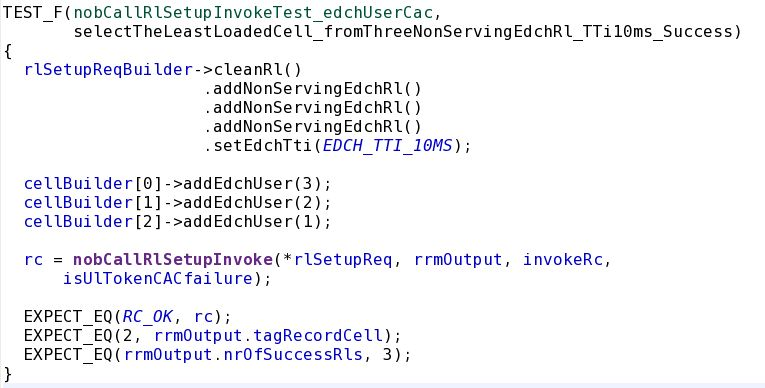 TEST_F(nobCallRlSetupInvokeTest_edchUserCac,
       selectTheLeastLoadedCell_fromThreeNonServingEdchRl_TTi10ms_Success)
{
  rlSetupReqBuilder->cleanRl()
                    .addNonServingEdchRl()
                    .addNonServingEdchRl()
                    .addNonServingEdchRl()
                    .setEdchTti(EDCH_TTI_10MS);

  cellBuilder[0]->addEdchUser(3);
  cellBuilder[1]->addEdchUser(2);
  cellBuilder[2]->addEdchUser(1);

  rc = nobCallRlSetupInvoke(*rlSetupReq, rrmOutput, invokeRc,
      isUlTokenCACfailure);

  EXPECT_EQ(RC_OK, rc);
  EXPECT_EQ(2, rrmOutput.tagRecordCell);
  EXPECT_EQ(rrmOutput.nrOfSuccessRls, 3);
}